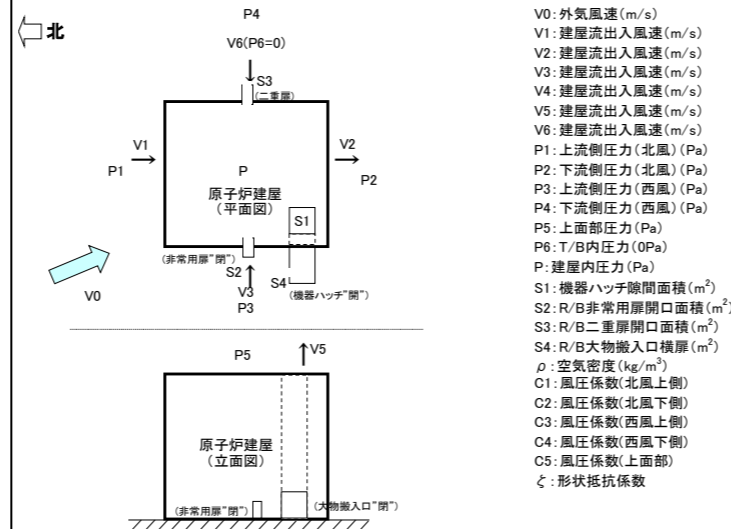 北
P4
V6(P6=0)
S3
(二重扉)
V1
P1
V2
P2
P
原子炉建屋
(平面図)
S1
(非常用扉"閉")
S2
V3
P3
S4
(機器ハッチ"開")
V0
P5
V5
原子炉建屋
(立面図)
(非常用扉"閉")
(大物搬入口"閉")
V0:外気風速(m/s)
V1:建屋流出入風速(m/s)
V2:建屋流出入風速(m/s)
V3:建屋流出入風速(m/s)
V4:建屋流出入風速(m/s)
V5:建屋流出入風速(m/s)
V6:建屋流出入風速(m/s)
P1:上流側圧力(北風)(Pa)
P2:下流側圧力(北風)(Pa)
P3:上流側圧力(西風)(Pa)
P4:下流側圧力(西風)(Pa)
P5:上面部圧力(Pa)
P6:T/B内圧力(0Pa)
P:建屋内圧力(Pa)
S1:機器ハッチ隙間面積(m²)
S2:R/B非常用扉開口面積(m²)
S3:R/B二重扉開口面積(m²)
S4:R/B大物搬入口横扉(m²)
ρ:空気密度(kg/m³)
C1:風圧係数(北風上側)
C2:風圧係数(北風下側)
C3:風圧係数(西風上側)
C4:風圧係数(西風下側)
C5:風圧係数(上面部)
ζ:形状抵抗係数